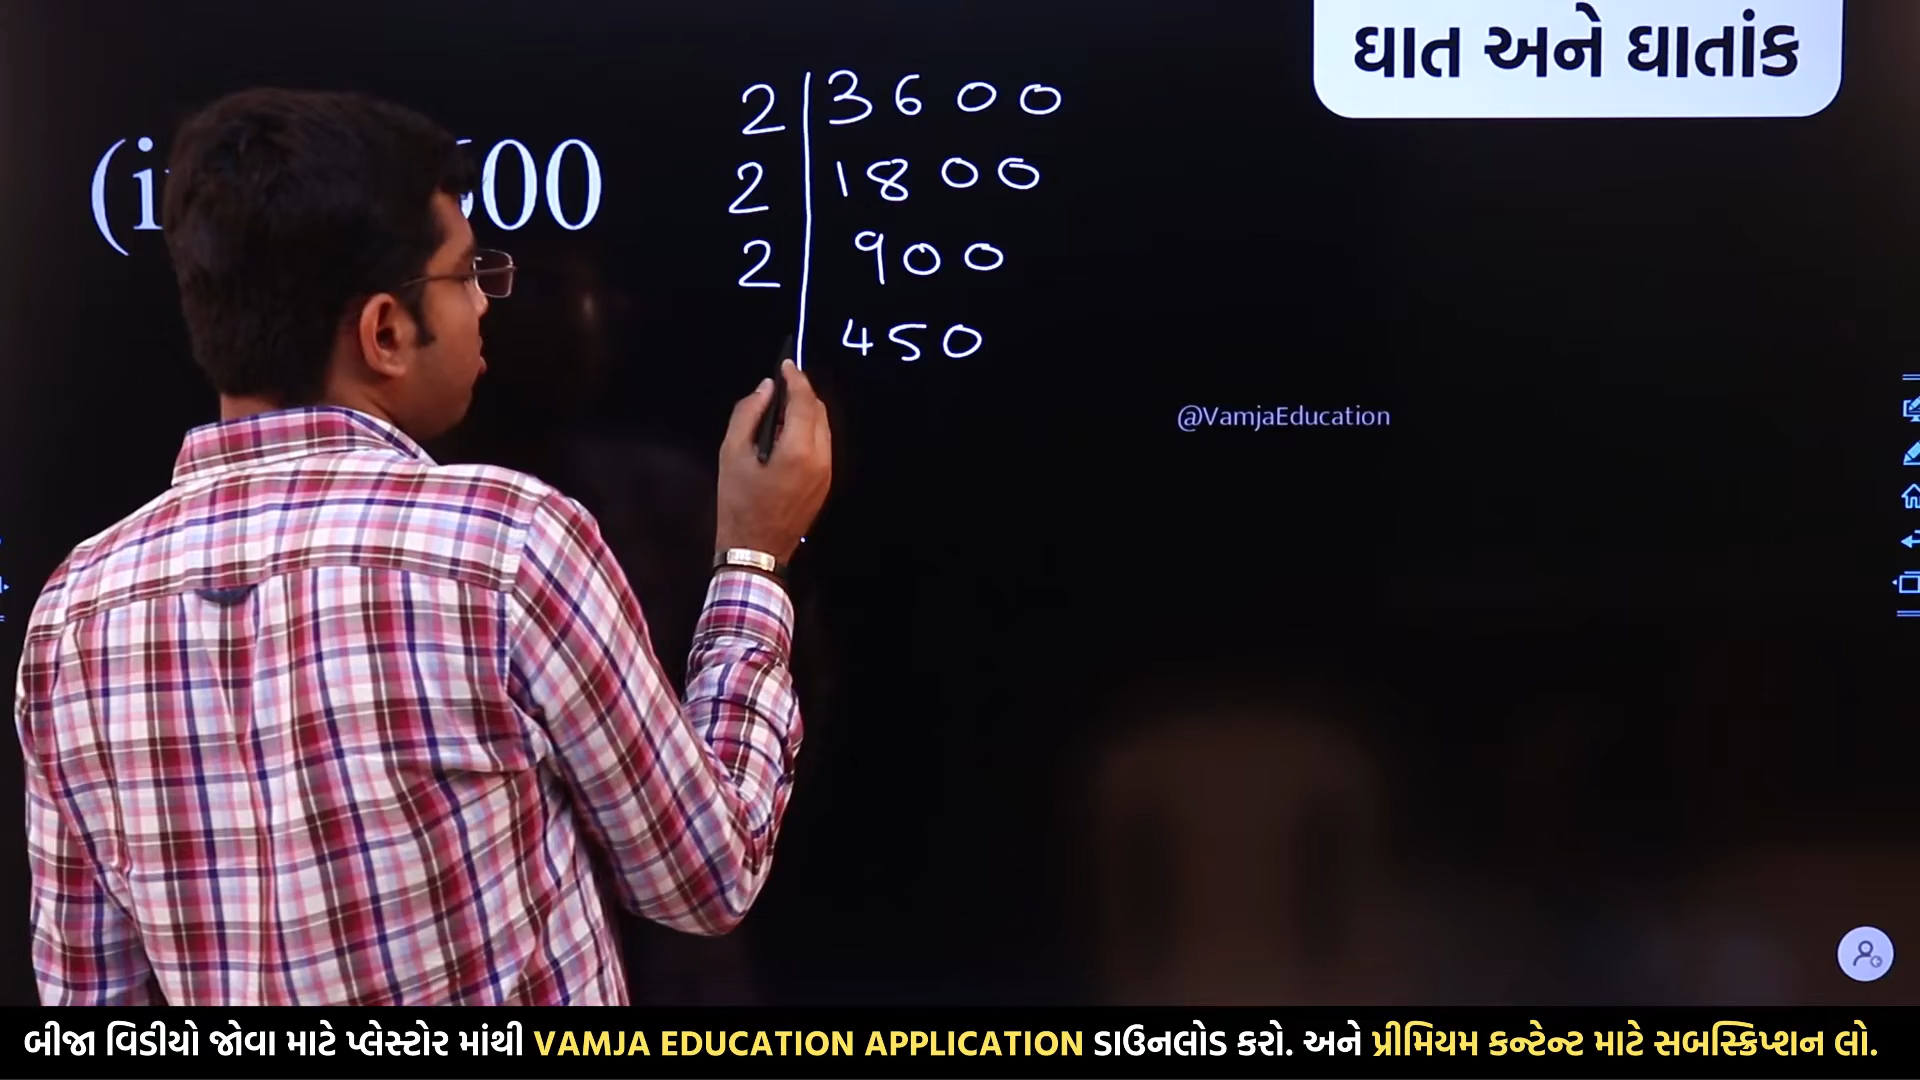 ઘાત અને ઘાતાંક
2 | 3600
2 | 1800
2 | 900
450
@VamjaEducation
બીજા વિડીયો જોવા માટે પ્લેસ્ટોર માંથી VAMJA EDUCATION APPLICATION ડાઉનલોડ કરો. અને પ્રીમિયમ કન્ટેન્ટ માટે સબસ્ક્રિપ્શન લો.